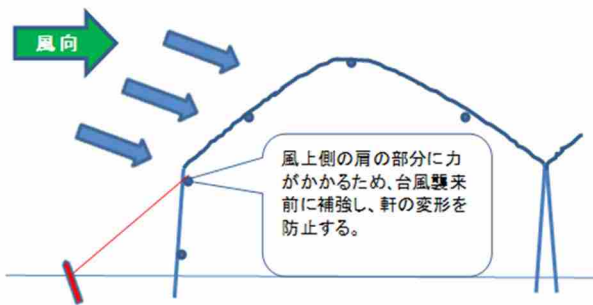 風向
風上側の肩の部分に力
がかかるため、台風襲来
前に補強し、軒の変形を
防止する。